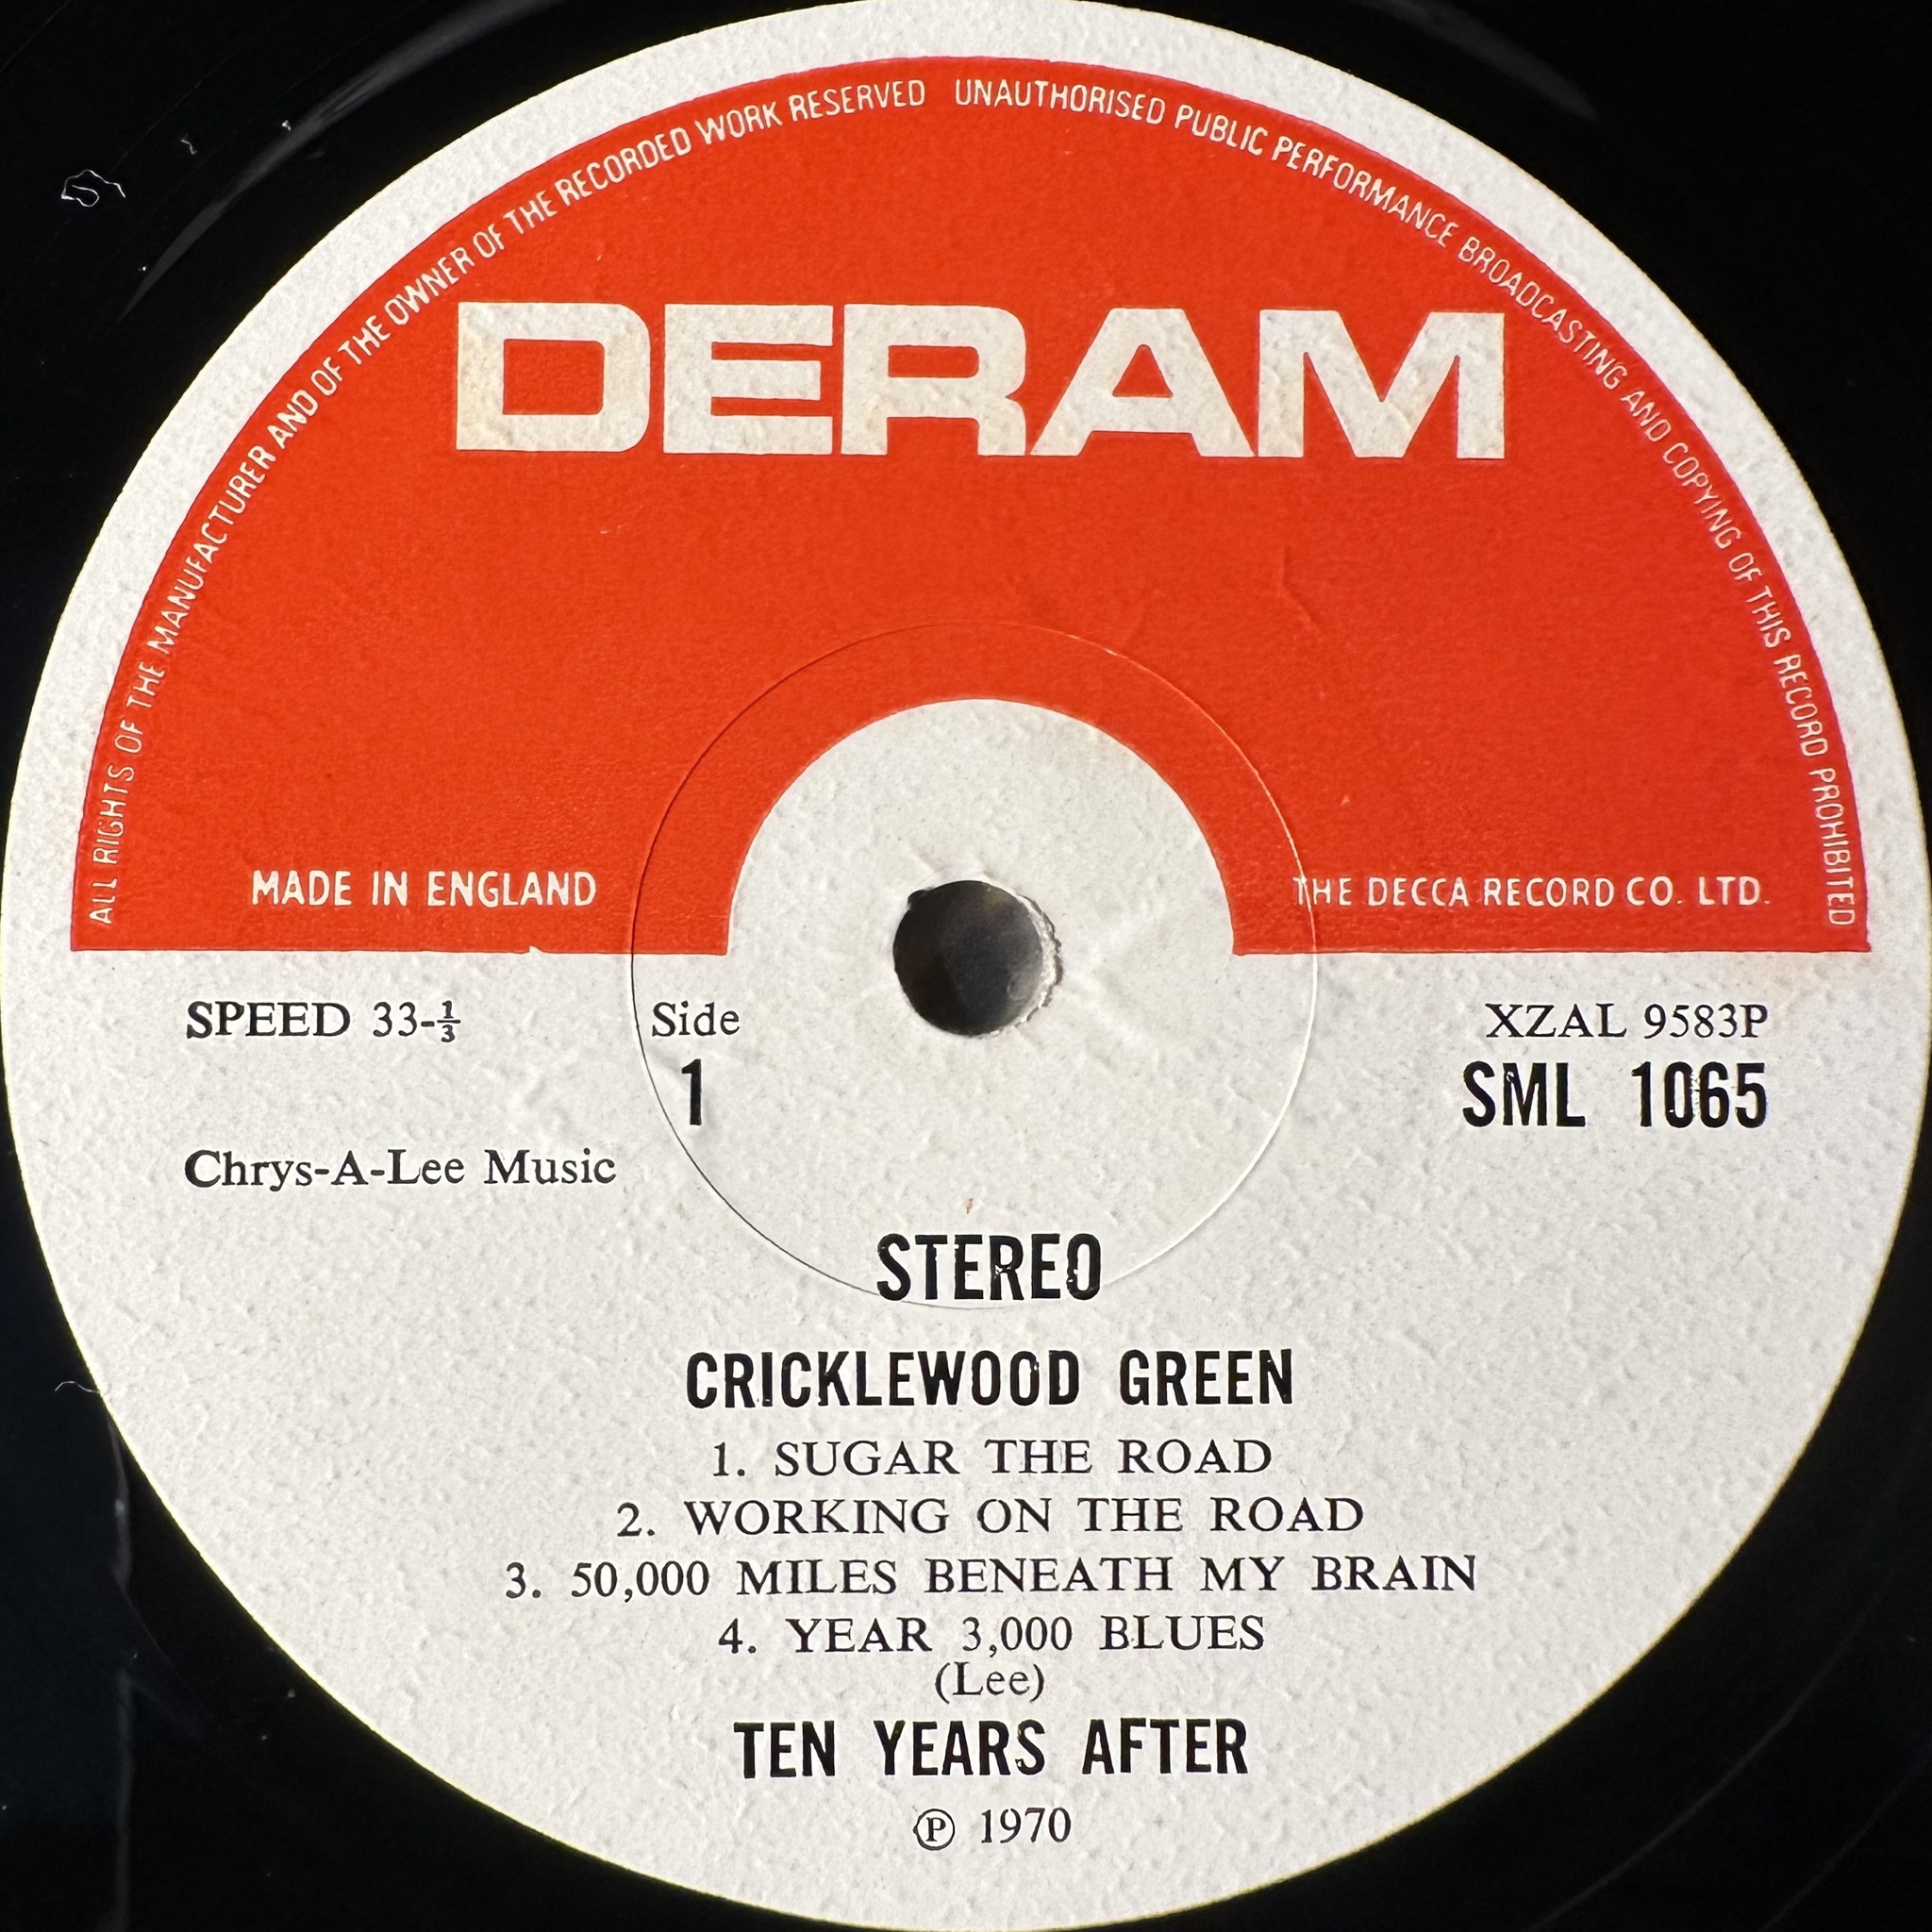 ALL RIGHTS OF THE MANUFACTURER AND OF THE OWNER OF THE RECORDED WORK RESERVED UNAUTHORISED PUBLIC PERFORMANCE BROADCASTING AND COPYING OF THIS RECORD PROHIBITED
DERAM
MADE IN ENGLAND
THE DECCA RECORD CO. LTD.
SPEED 33-⅓
Side
1
XZAL 9583P
SML 1065
Chrys-A-Lee Music
STEREO
CRICKLEWOOD GREEN
1. SUGAR THE ROAD
2. WORKING ON THE ROAD
3. 50,000 MILES BENEATH MY BRAIN
4. YEAR 3,000 BLUES
(Lee)
TEN YEARS AFTER
℗ 1970